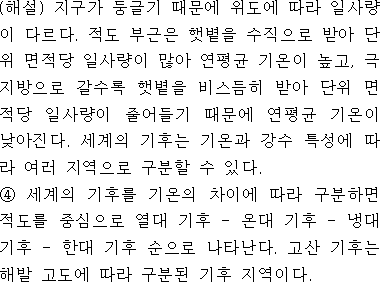 (해설) 지구가 둥글기 때문에 위도에 따라 일사량
이 다르다. 적도 부근은 햇볕을 수직으로 받아 단
위 면적당 일사량이 많아 연평균 기온이 높고, 극
지방으로 갈수록 햇볕을 비스듬히 받아 단위 면
적당 일사량이 줄어들기 때문에 연평균 기온이
낮아진다. 세계의 기후는 기온과 강수 특성에 따
라 여러 지역으로 구분할 수 있다.
④ 세계의 기후를 기온의 차이에 따라 구분하면
적도를 중심으로 열대 기후 - 온대 기후 - 냉대
기후 - 한대 기후 순으로 나타난다. 고산 기후는
해발 고도에 따라 구분된 기후 지역이다.